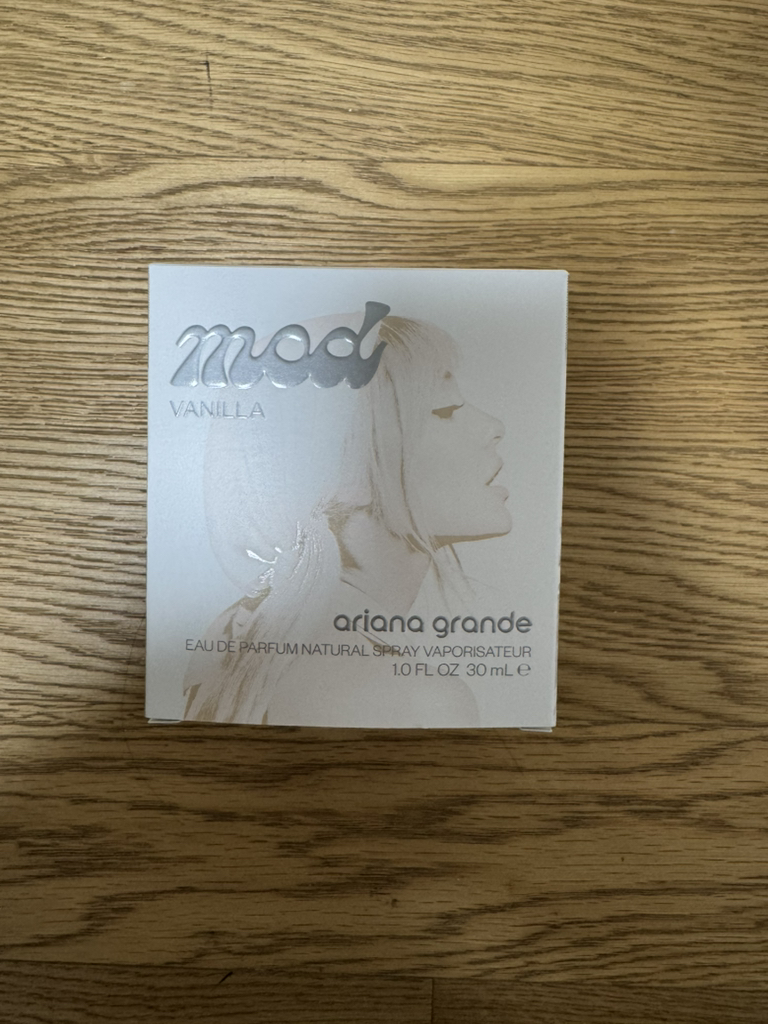 mod
VANILLA
ariana grande
EAU DE PARFUM NATURAL SPRAY VAPORISATEUR
1.0 FL OZ 30 mL ℮